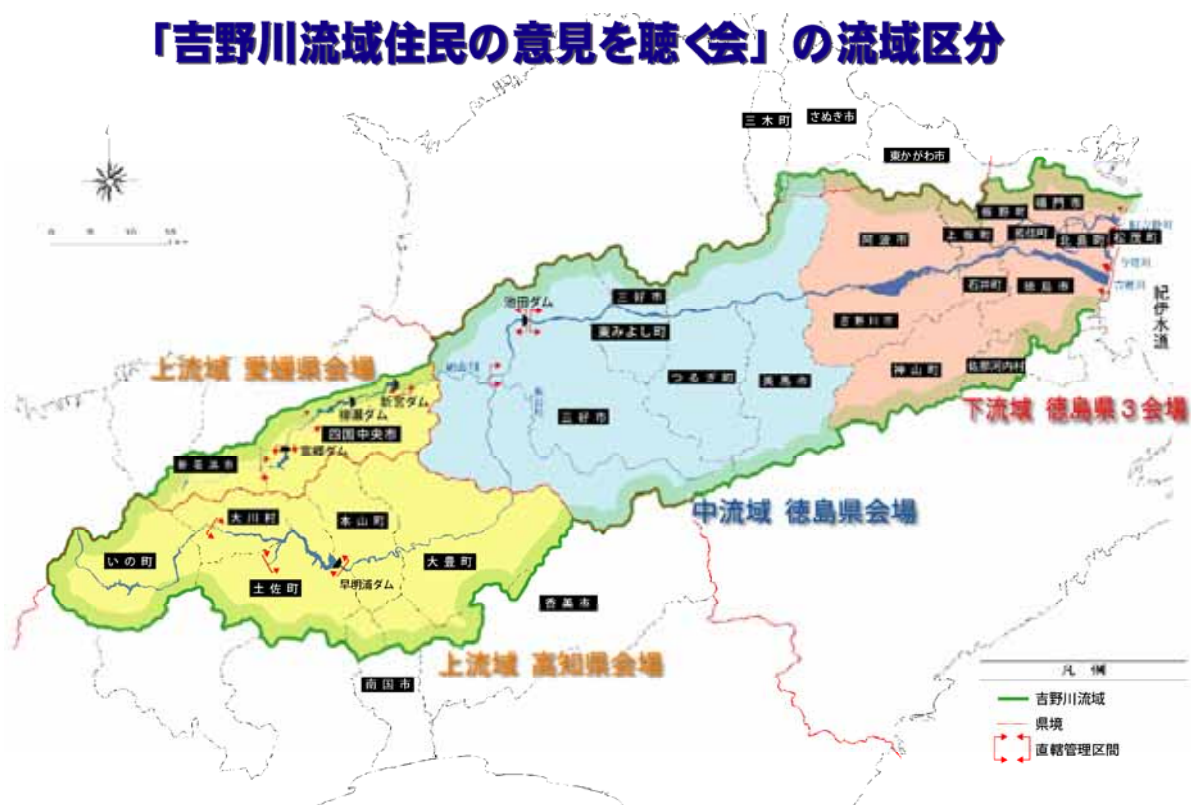 「吉野川流域住民の意見を聴く会」の流域区分
三木町
さぬき市
東かがわ市
鳴門市
板野町
上板町
藍住町
北島町
松茂町
阿波市
石井町
徳島市
今切川
吉野川
紀伊水道
吉野川市
神山町
佐那河内村
下流域 徳島県3会場
池田ダム
三好市
東みよし町
つるぎ町
美馬市
三好市
中流域 徳島県会場
上流域 愛媛県会場
新宮ダム
柳瀬ダム
四国中央市
富郷ダム
新居浜市
大川村
本山町
いの町
土佐町
早明浦ダム
大豊町
香美市
上流域 高知県会場
南国市
凡例
吉野川流域
県境
直轄管理区間